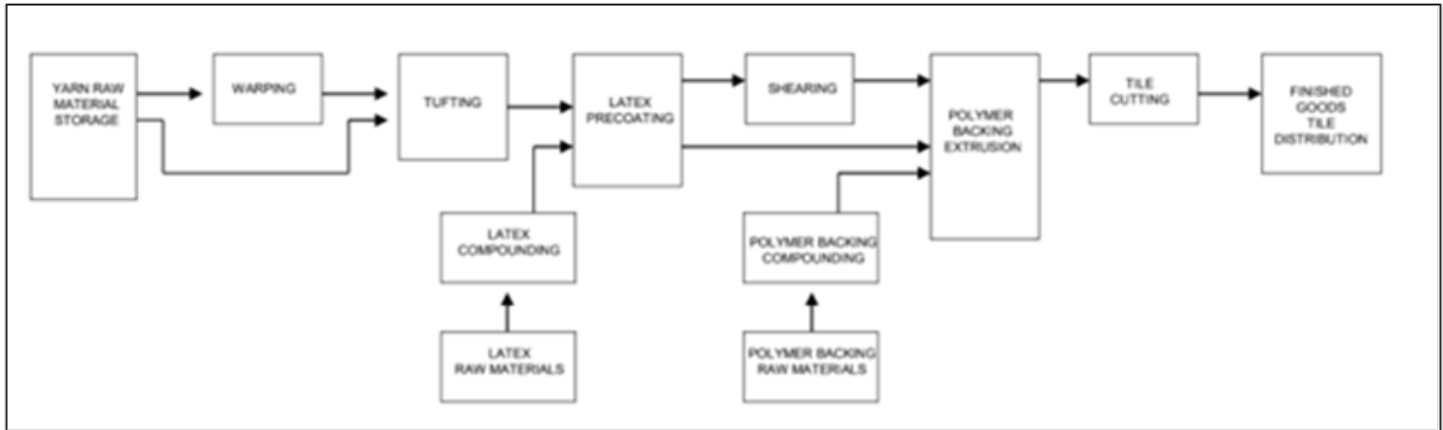 YARN RAW
MATERIAL
STORAGE
WARPING
TUFTING
LATEX
PRECOATING
SHEARING
POLYMER
BACKING
EXTRUSION
TILE
CUTTING
FINISHED
GOODS
TILE
DISTRIBUTION
LATEX
COMPOUNDING
POLYMER BACKING
COMPOUNDING
LATEX
RAW MATERIALS
POLYMER BACKING
RAW MATERIALS